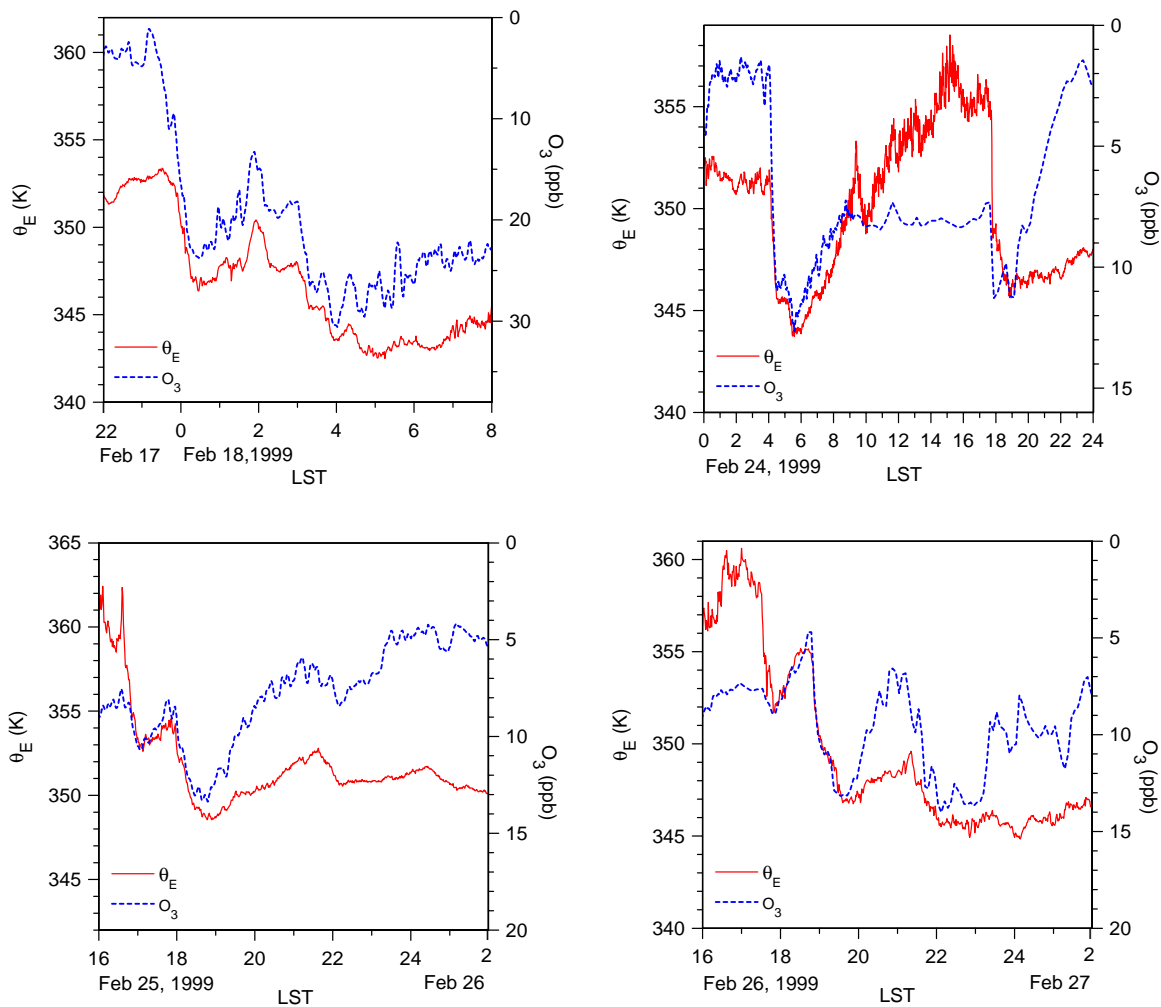 0
360
355
350
345
340
10
20
30
θE (K)
O3 (ppb)
θE
O3
22 0 2 4 6 8
Feb 17 Feb 18,1999
LST
0
355
350
345
340
5
10
15
θE (K)
O3 (ppb)
θE
O3
0 2 4 6 8 10 12 14 16 18 20 22 24
Feb 24, 1999
LST
365
360
355
350
345
0
5
10
15
20
θE (K)
O3 (ppb)
θE
O3
16 18 20 22 24 2
Feb 25, 1999 Feb 26
LST
360
355
350
345
340
0
5
10
15
20
θE (K)
O3 (ppb)
θE
O3
16 18 20 22 24 2
Feb 26, 1999 Feb 27
LST